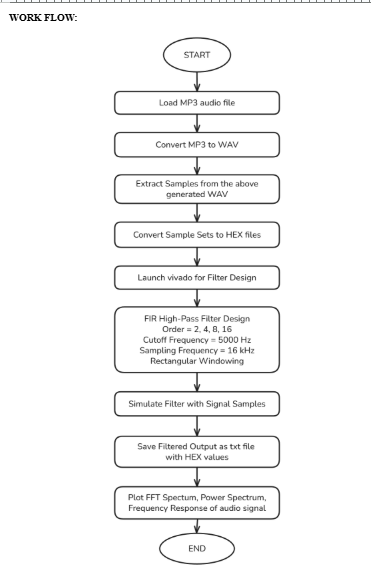 WORK FLOW:
START
Load MP3 audio file
Convert MP3 to WAV
Extract Samples from the above
generated WAV
Convert Sample Sets to HEX files
Launch vivado for Filter Design
FIR High-Pass Filter Design
Order = 2, 4, 8, 16
Cutoff Frequency = 5000 Hz
Sampling Frequency = 16 kHz
Rectangular Windowing
Simulate Filter with Signal Samples
Save Filtered Output as txt file
with HEX values
Plot FFT Spectum, Power Spectrum,
Frequency Response of audio signal
END